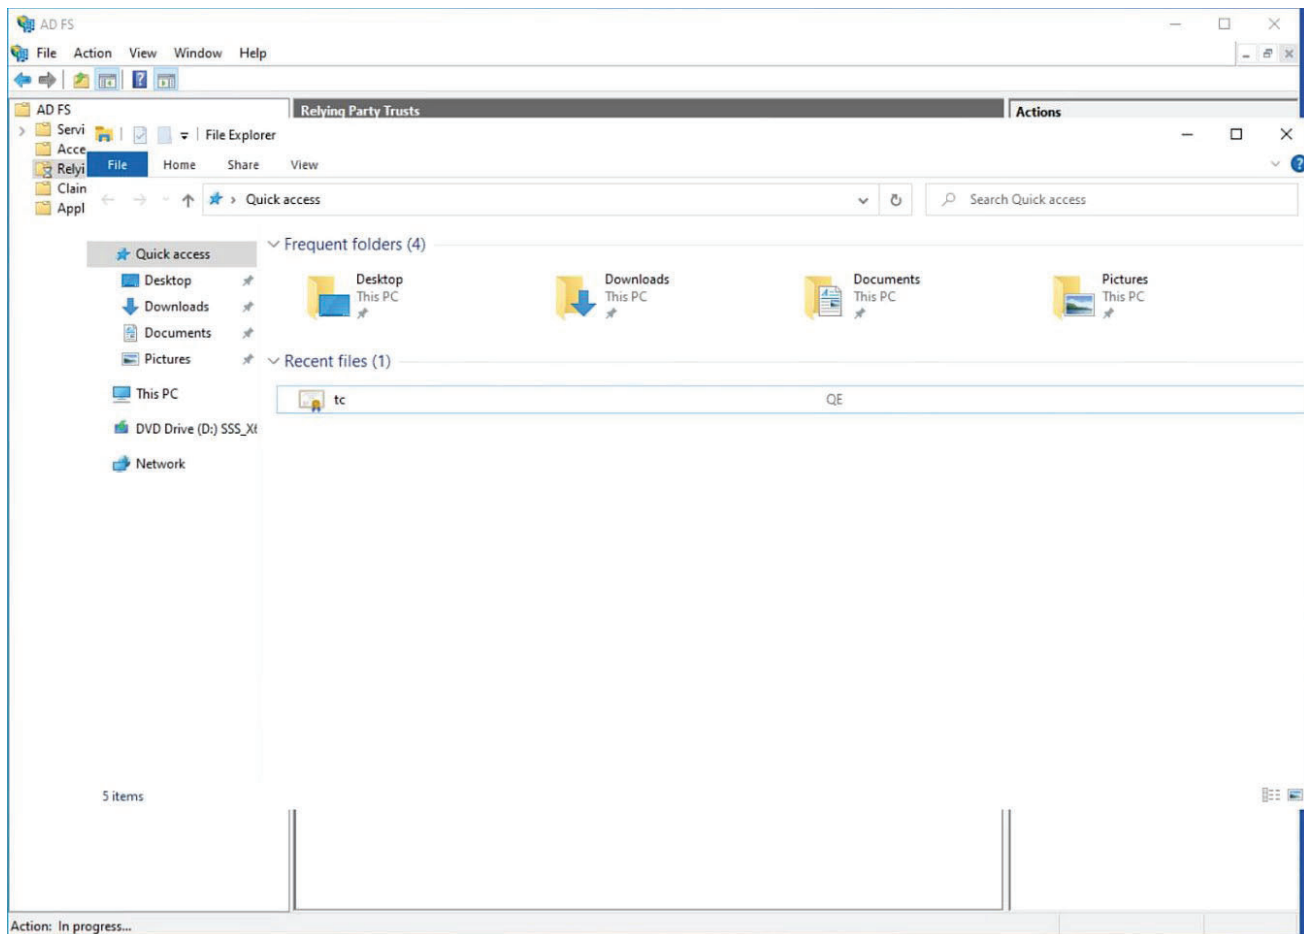 AD FS
File Action View Window Help
AD FS
Relying Party Trusts
Actions
Servi
Acce
Relyi
Clain
Appl
File Explorer
File Home Share View
Quick access
Search Quick access
Quick access
Desktop
Downloads
Documents
Pictures
This PC
DVD Drive (D:) SSS_X6
Network
Frequent folders (4)
Desktop
This PC
Downloads
This PC
Documents
This PC
Pictures
This PC
Recent files (1)
tc QE
5 items
Action: In progress...